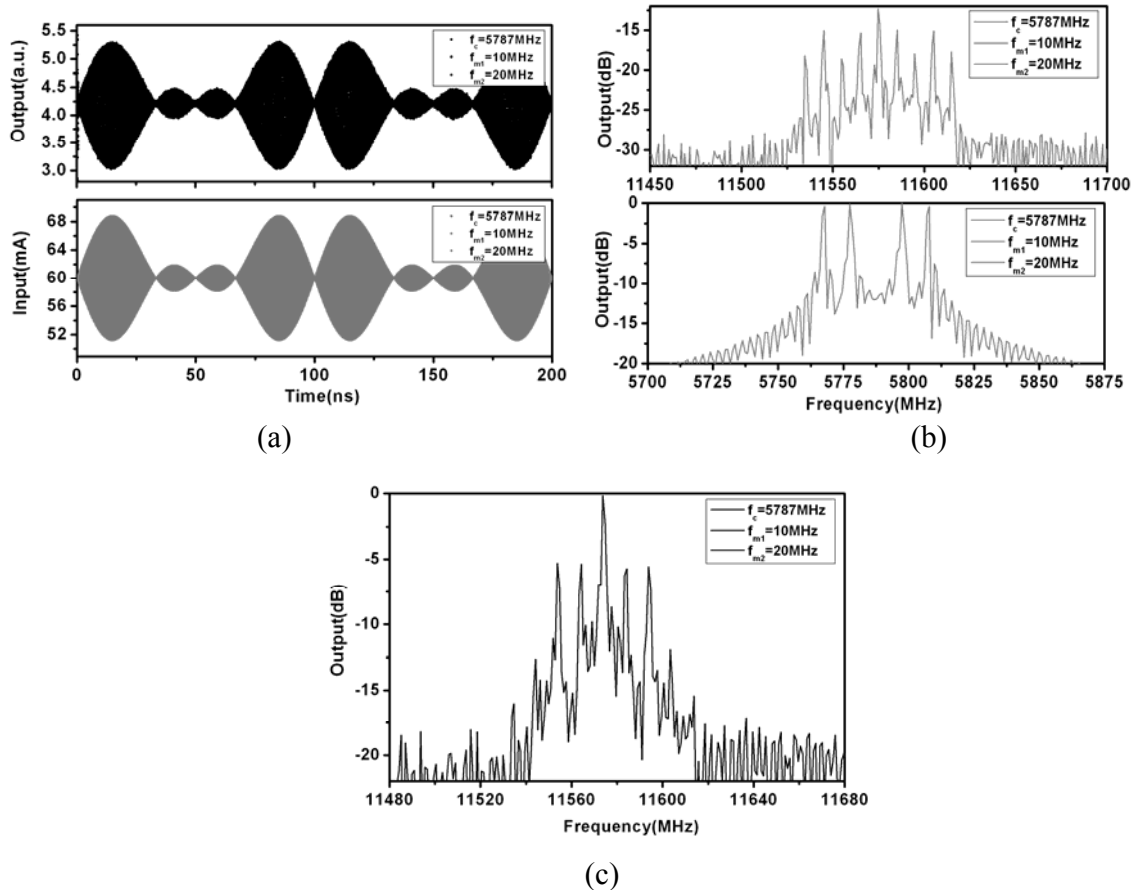 5.5
5.0
4.5
4.0
3.5
3.0
Output(a.u.)
f_c=5787MHz
f_m1=10MHz
f_m2=20MHz
68
64
60
56
52
Input(mA)
f_c=5787MHz
f_m1=10MHz
f_m2=20MHz
0 50 100 150 200
Time(ns)
(a)
-15
-20
-25
-30
Output(dB)
f_c=5787MHz
f_m1=10MHz
f_m2=20MHz
11450 11500 11550 11600 11650 11700
0
-5
-10
-15
-20
Output(dB)
f_c=5787MHz
f_m1=10MHz
f_m2=20MHz
5700 5725 5750 5775 5800 5825 5850 5875
Frequency(MHz)
(b)
0
-5
-10
-15
-20
Output(dB)
f_c=5787MHz
f_m1=10MHz
f_m2=20MHz
11480 11520 11560 11600 11640 11680
Frequency(MHz)
(c)